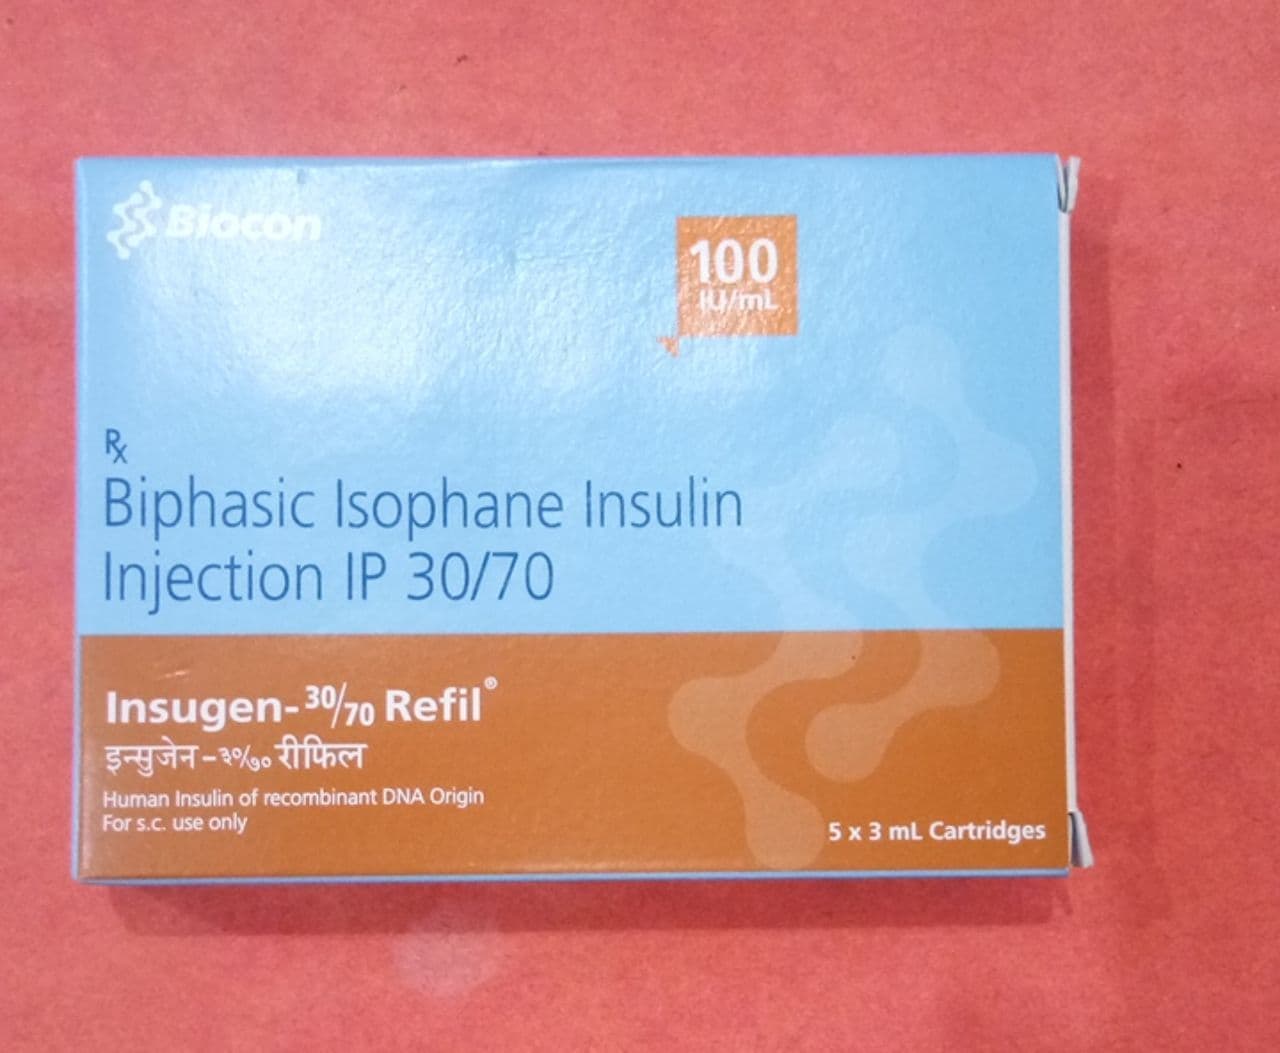 Biocon
100
IU/mL
Rx
Biphasic Isophane Insulin
Injection IP 30/70
Insugen-30/70 Refil®
इन्सुजेन-३०/७० रीफिल
Human Insulin of recombinant DNA Origin
For s.c. use only
5 x 3 mL Cartridges